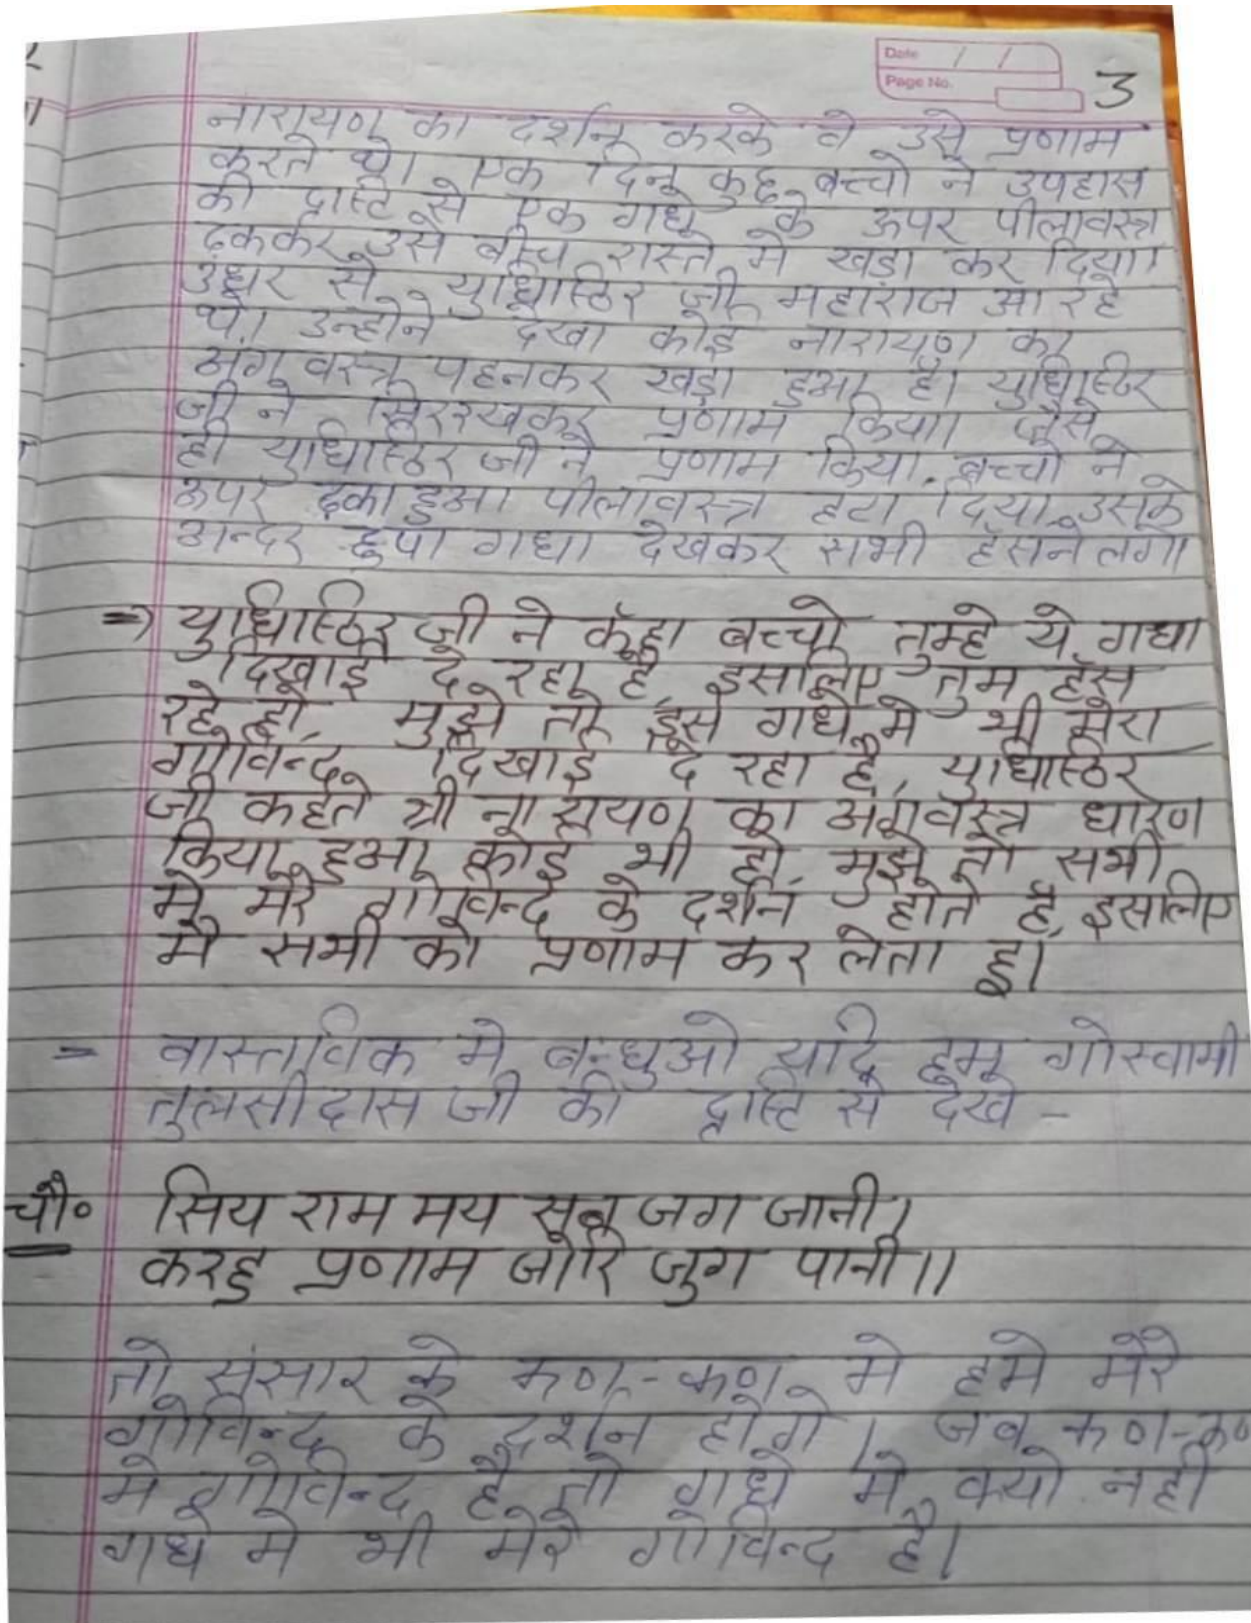 Date / /
Page No.
3
नारायण का दर्शन करके वे उसे प्रणाम
करते थे। एक दिन कुछ बच्चो ने उपहास
की दृष्टि से एक गधे के ऊपर पीलावस्त्र
ढककर उसे बीच रास्ते मे खडा कर दिया।
उधर से युधिष्ठिर जी महाराज आ रहे
थे। उन्होने देखा कोई नारायण का
अंग वस्त्र पहनकर खड़ा हुआ है। युधिष्ठिर
जी ने सिर रखकर प्रणाम किया। जैसे
ही युधिष्ठिर जी ने प्रणाम किया. बच्चो ने
ऊपर ढका हुआ पीलावस्त्र हटा दिया, उसके
अन्दर छुपा गधा देखकर सभी हँसने लगे।
=> युधिष्ठिर जी ने कहा बच्चो तुम्हे ये गधा
दिखाई दे रहा है, इसलिए तुम हँस
रहे हो, मुझे तो इस गधे मे भी मेरा
गोविन्द दिखाई दे रहा है, युधिष्ठिर
जी कहते श्री नारायण का अंगवस्त्र धारण
किया हुआ कोई भी हो, मुझे तो सभी
मे मेरे गोविन्द के दर्शन होते है, इसलिए
मै सभी को प्रणाम कर लेता हूं।
= वास्तविक मे बन्धुओ यदि हम गोस्वामी
तुलसीदास जी की दृष्टि से देखे -
चौ० सिय राम मय सब जग जानी।
करहु प्रणाम जोरि जुग पानी।।
तो संसार के कण-कण मे हमे मेरे
गोविन्द के दर्शन होगे। जब कण-कण
मे गोविन्द है तो गधे मे क्यो नही
गधे मे भी मेरे गोविन्द है।